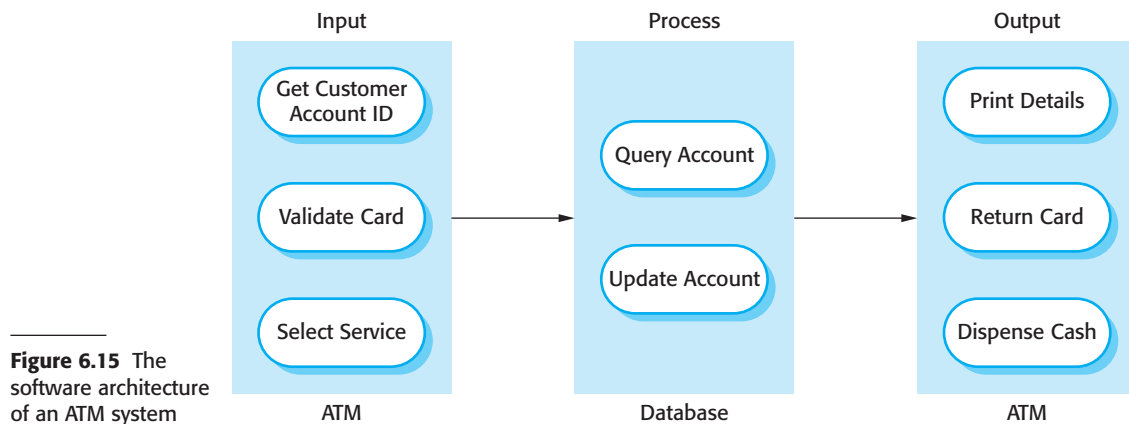 Input
Process
Output
Get Customer
Account ID
Validate Card
Select Service
Query Account
Update Account
Print Details
Return Card
Dispense Cash
ATM
Database
ATM
Figure 6.15 The
software architecture
of an ATM system